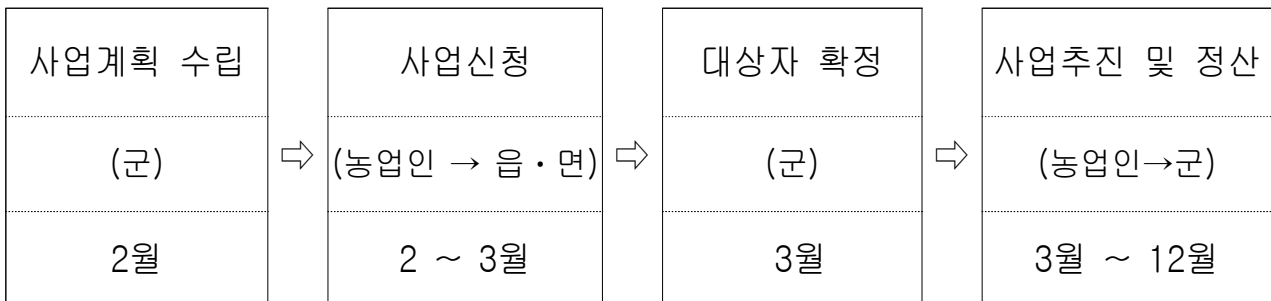 사업계획 수립
(군)
2월
⇨
사업신청
(농업인 → 읍・면)
2 ~ 3월
⇨
대상자 확정
(군)
3월
⇨
사업추진 및 정산
(농업인→군)
3월 ~ 12월